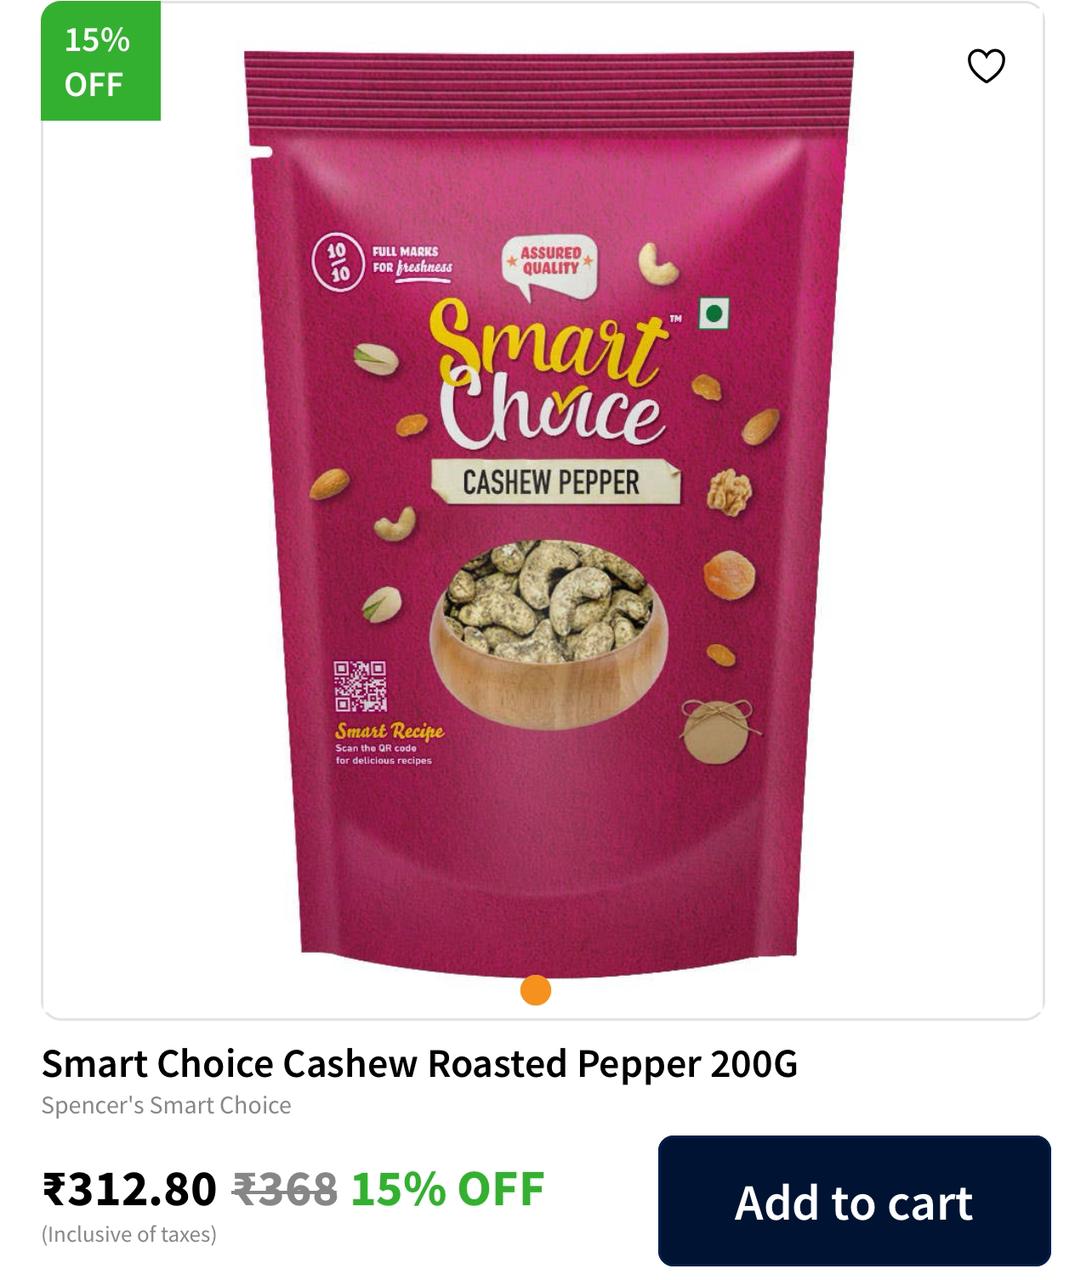 15%
OFF
10
10
FULL MARKS
FOR freshness
ASSURED
QUALITY
Smart™
Choice
CASHEW PEPPER
Smart Recipe
Scan the QR code
for delicious recipes
Smart Choice Cashew Roasted Pepper 200G
Spencer's Smart Choice
₹312.80 ₹368 15% OFF
(Inclusive of taxes)
Add to cart